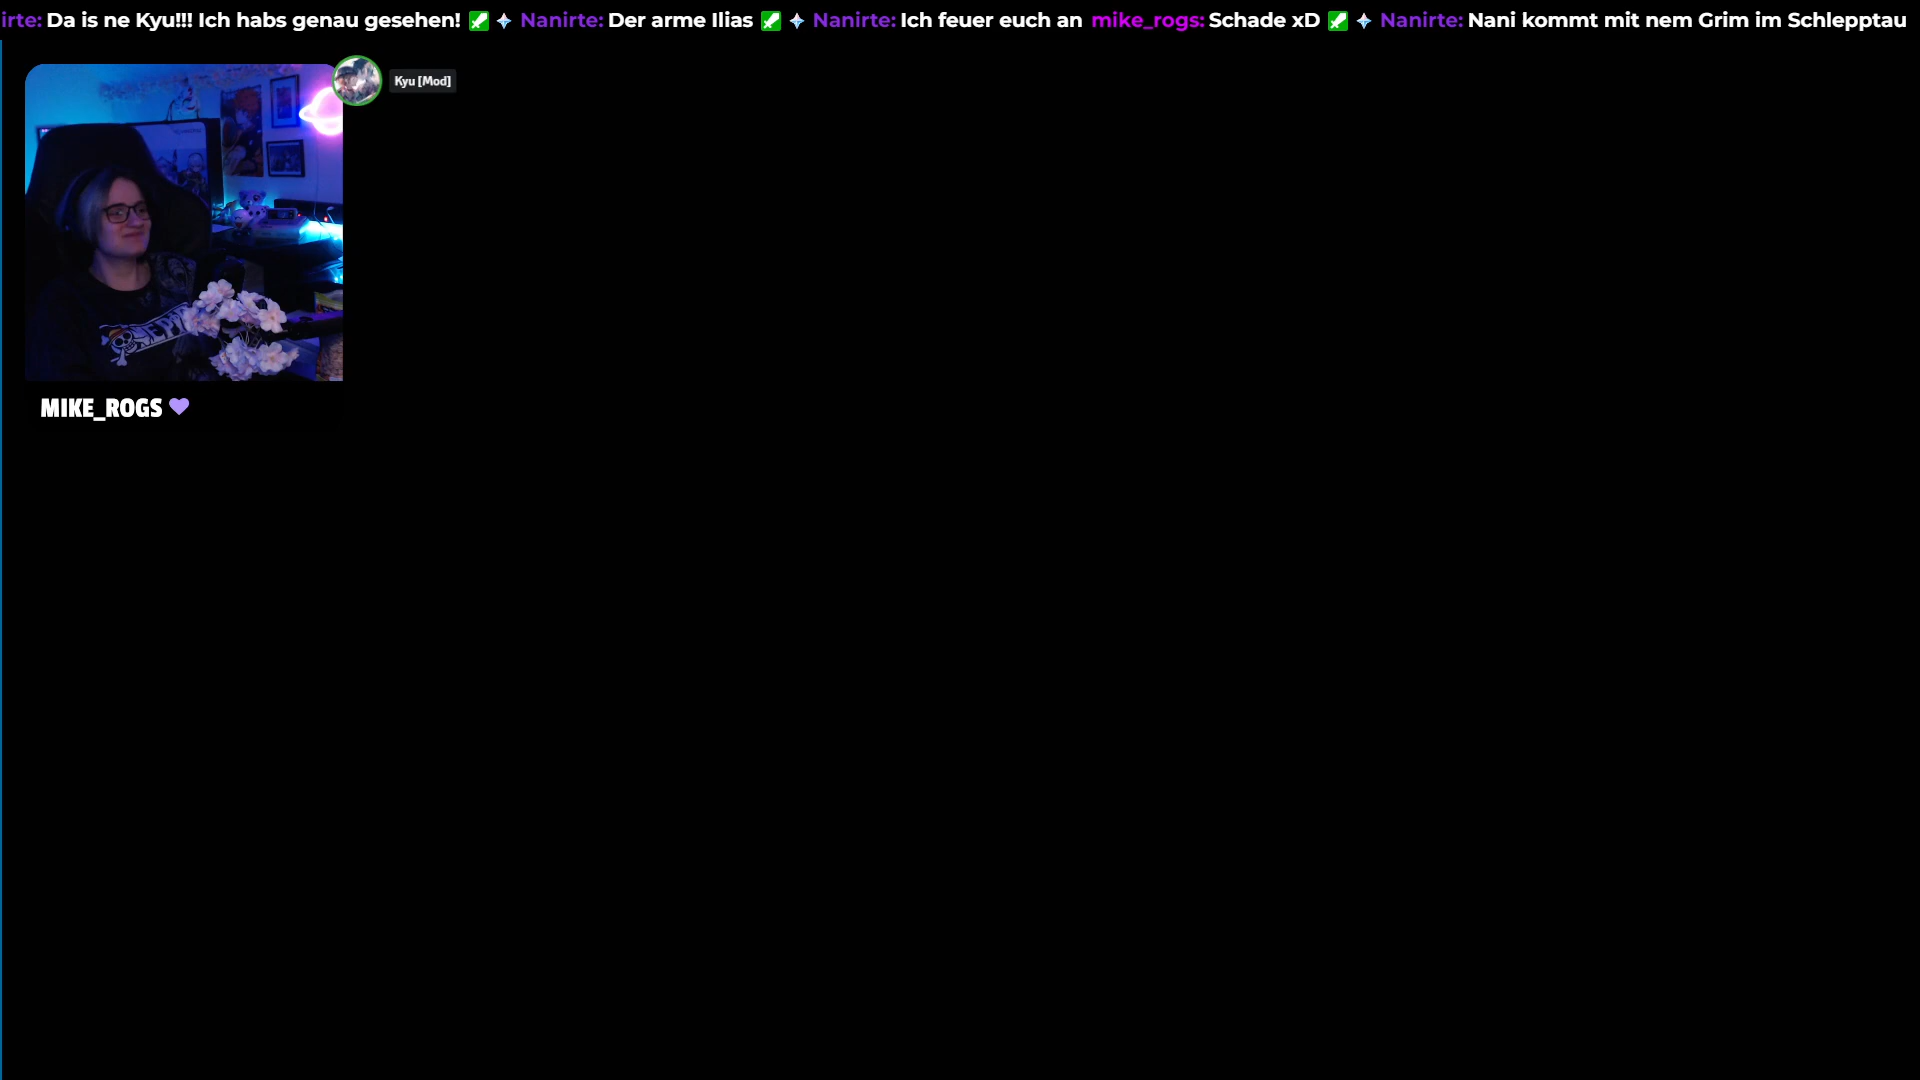 irte: Da is ne Kyu!!! Ich habs genau gesehen! Nanirte: Der arme Ilias Nanirte: Ich feuer euch an mike_rogs: Schade xD Nanirte: Nani kommt mit nem Grim im Schlepptau
Kyu [Mod]
MIKE_ROGS 💜